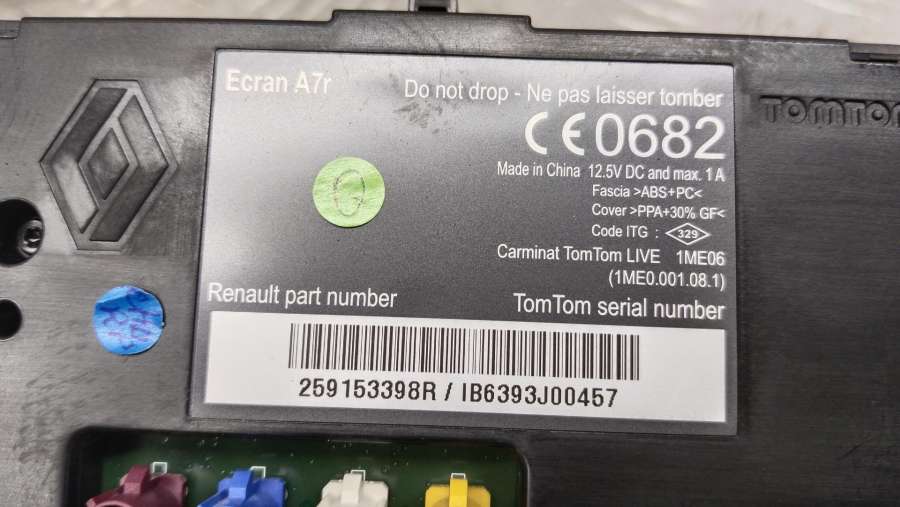 Ecran A7r
Do not drop - Ne pas laisser tomber
TOMTOM
CE 0682
Made in China 12.5V DC and max. 1 A
Fascia >ABS+PC<
Cover >PPA+30% GF<
Code ITG : 329
Carminat TomTom LIVE 1ME06
(1ME0.001.08.1)
Renault part number
TomTom serial number
259153398R / IB6393J00457